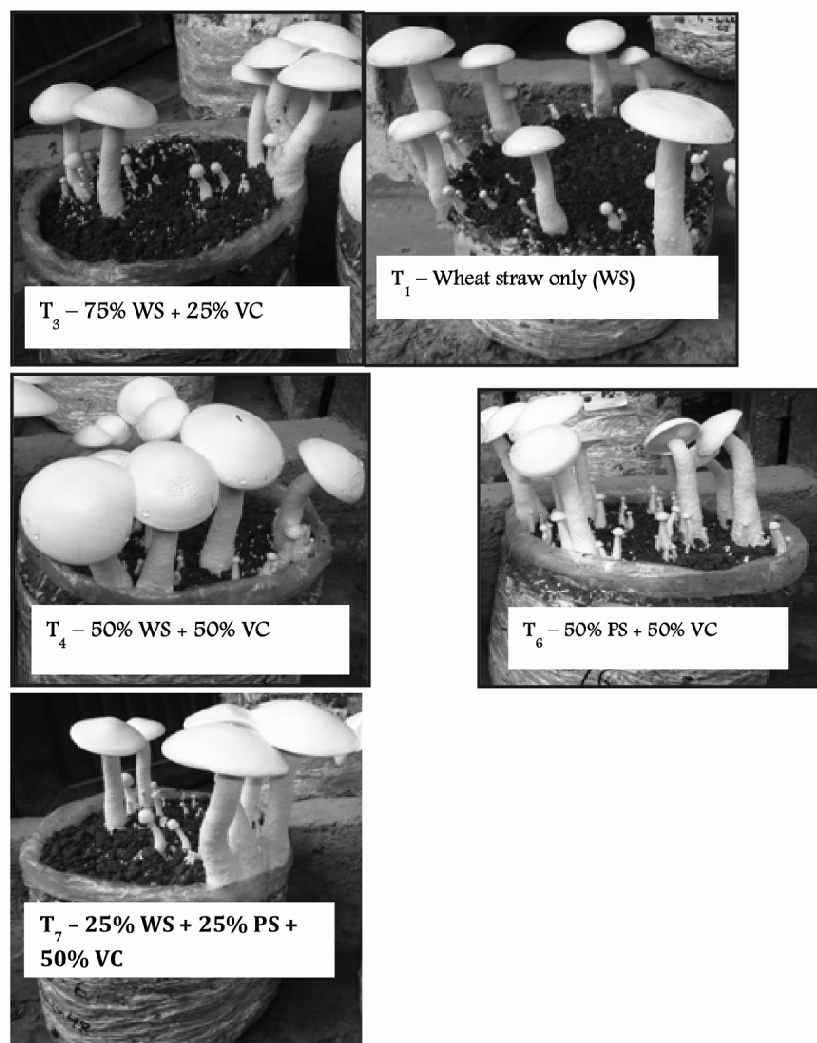 T3 – 75% WS + 25% VC
T1 – Wheat straw only (WS)
T4 – 50% WS + 50% VC
T6 – 50% PS + 50% VC
T7 – 25% WS + 25% PS +
50% VC